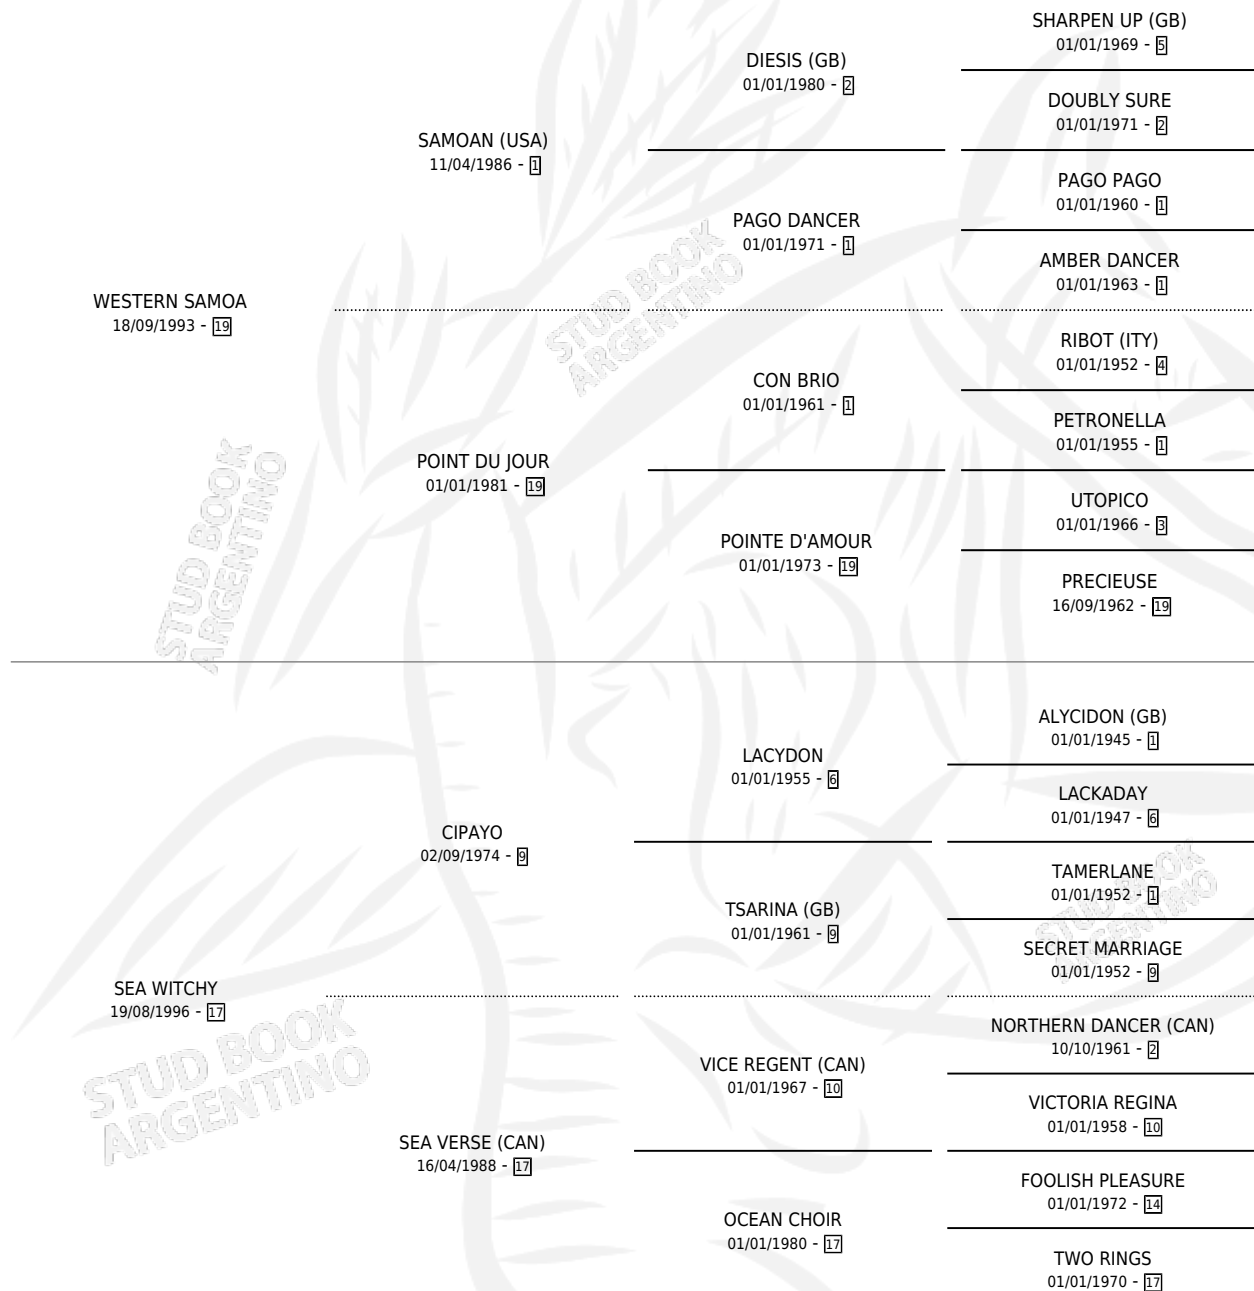 SHARPEN UP (GB)
01/01/1969 - 5
DIESIS (GB)
01/01/1980 - 2
DOUBLY SURE
01/01/1971 - 2
SAMOAN (USA)
11/04/1986 - 1
PAGO PAGO
01/01/1960 - 1
PAGO DANCER
01/01/1971 - 1
AMBER DANCER
01/01/1963 - 1
WESTERN SAMOA
18/09/1993 - 19
RIBOT (ITY)
01/01/1952 - 4
CON BRIO
01/01/1961 - 1
PETRONELLA
01/01/1955 - 1
POINT DU JOUR
01/01/1981 - 19
UTOPICO
01/01/1966 - 3
POINTE D'AMOUR
01/01/1973 - 19
PRECIEUSE
16/09/1962 - 19
ALYCIDON (GB)
01/01/1945 - 1
LACYDON
01/01/1955 - 6
LACKADAY
01/01/1947 - 6
CIPAYO
02/09/1974 - 9
TAMERLANE
01/01/1952 - 1
TSARINA (GB)
01/01/1961 - 9
SECRET MARRIAGE
01/01/1952 - 9
SEA WITCHY
19/08/1996 - 17
NORTHERN DANCER (CAN)
10/10/1961 - 2
VICE REGENT (CAN)
01/01/1967 - 10
VICTORIA REGINA
01/01/1958 - 10
SEA VERSE (CAN)
16/04/1988 - 17
FOOLISH PLEASURE
01/01/1972 - 14
OCEAN CHOIR
01/01/1980 - 17
TWO RINGS
01/01/1970 - 17
STUD BOOK
ARGENTINO
STUD BOOK
ARGENTINO
STUD BOOK
ARGENTINO
STUD BOOK
ARGENTINO